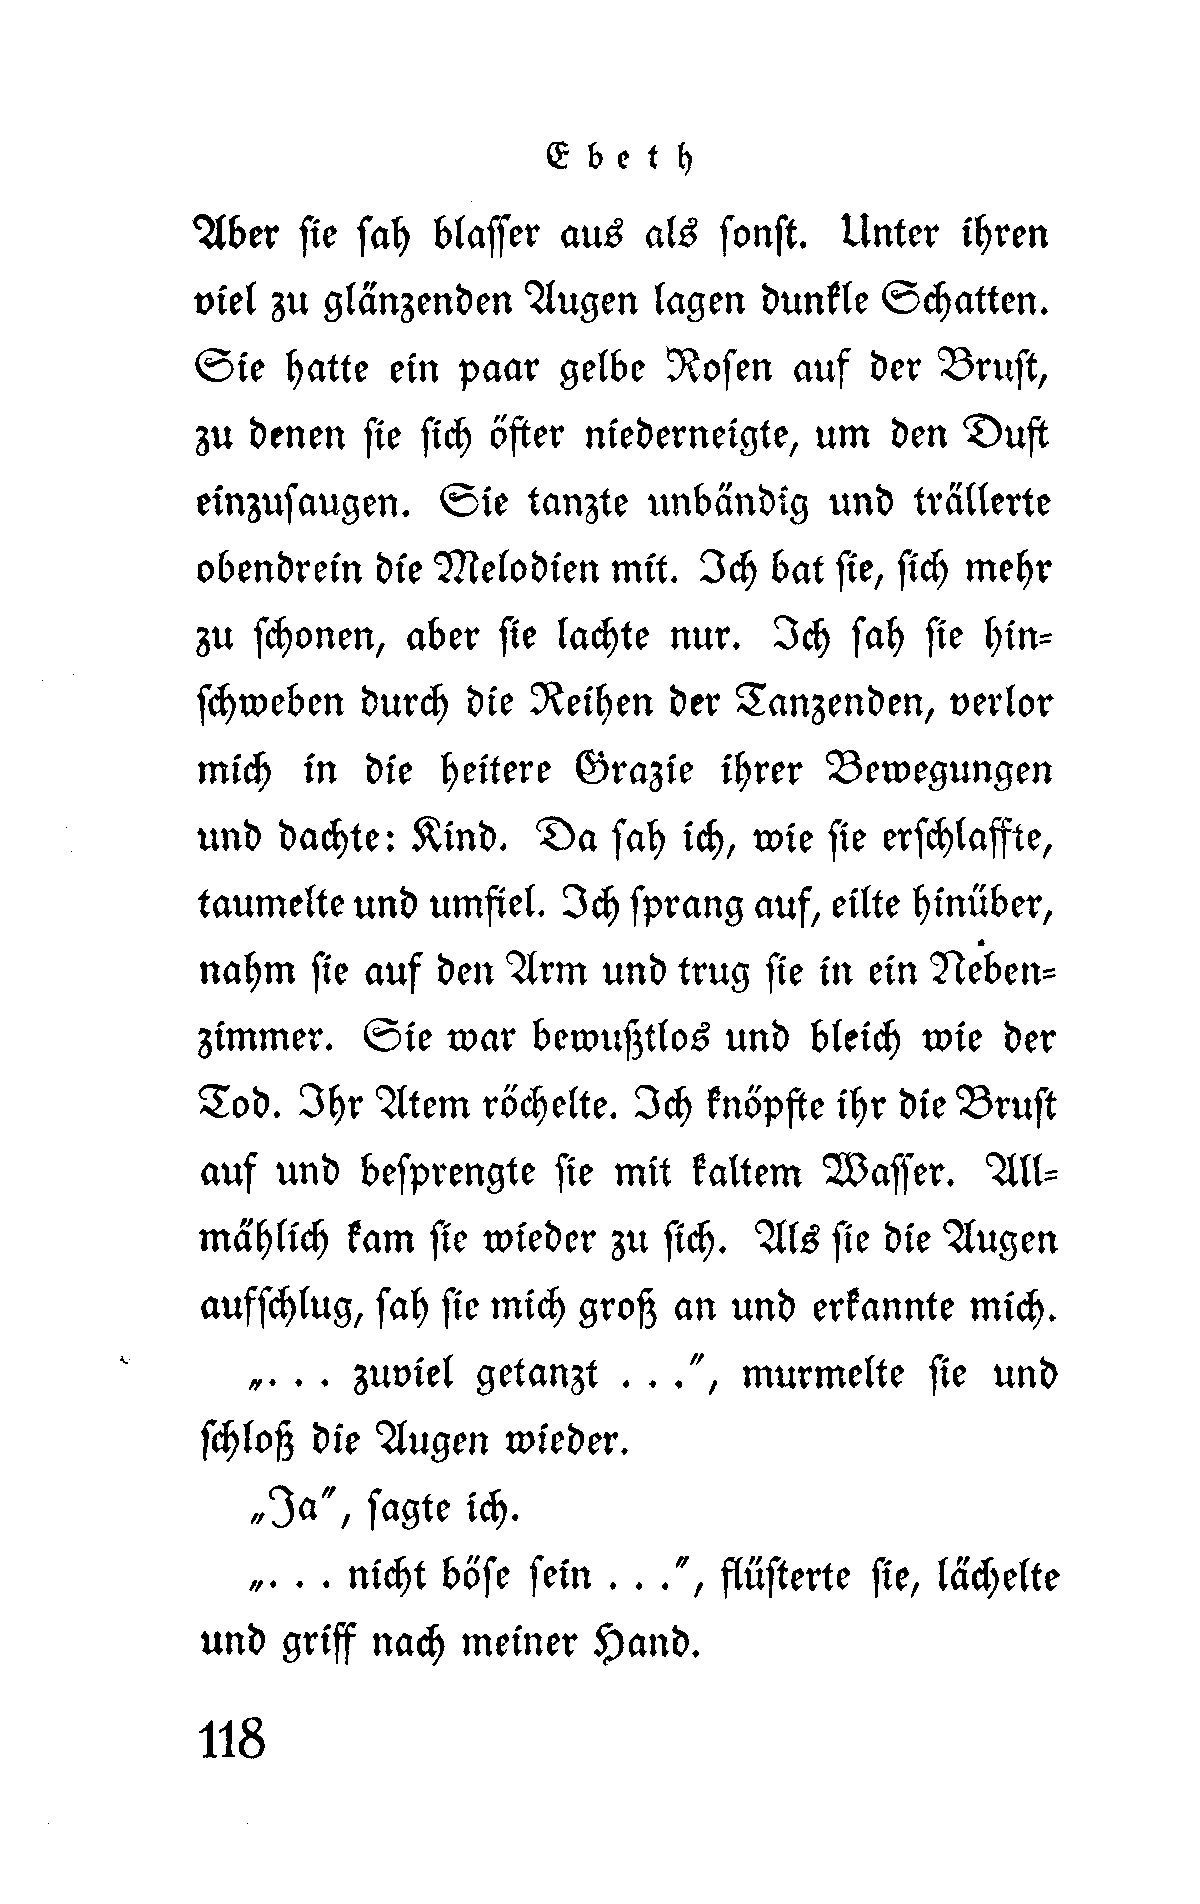 Ebeth
Aber sie sah blasser aus als sonst. Unter ihren
viel zu glänzenden Augen lagen dunkle Schatten.
Sie hatte ein paar gelbe Rosen auf der Brust,
zu denen sie sich öfter niederneigte, um den Duft
einzusaugen. Sie tanzte unbändig und trällerte
obendrein die Melodien mit. Ich bat sie, sich mehr
zu schonen, aber sie lachte nur. Ich sah sie hin-
schweben durch die Reihen der Tanzenden, verlor
mich in die heitere Grazie ihrer Bewegungen
und dachte: Kind. Da sah ich, wie sie erschlaffte,
taumelte und umfiel. Ich sprang auf, eilte hinüber,
nahm sie auf den Arm und trug sie in ein Neben-
zimmer. Sie war bewußtlos und bleich wie der
Tod. Ihr Atem röchelte. Ich knöpfte ihr die Brust
auf und besprengte sie mit kaltem Wasser. All-
mählich kam sie wieder zu sich. Als sie die Augen
aufschlug, sah sie mich groß an und erkannte mich.
„. . . zuviel getanzt . . .", murmelte sie und
schloß die Augen wieder.
„Ja", sagte ich.
„. . . nicht böse sein . . .", flüsterte sie, lächelte
und griff nach meiner Hand.
118